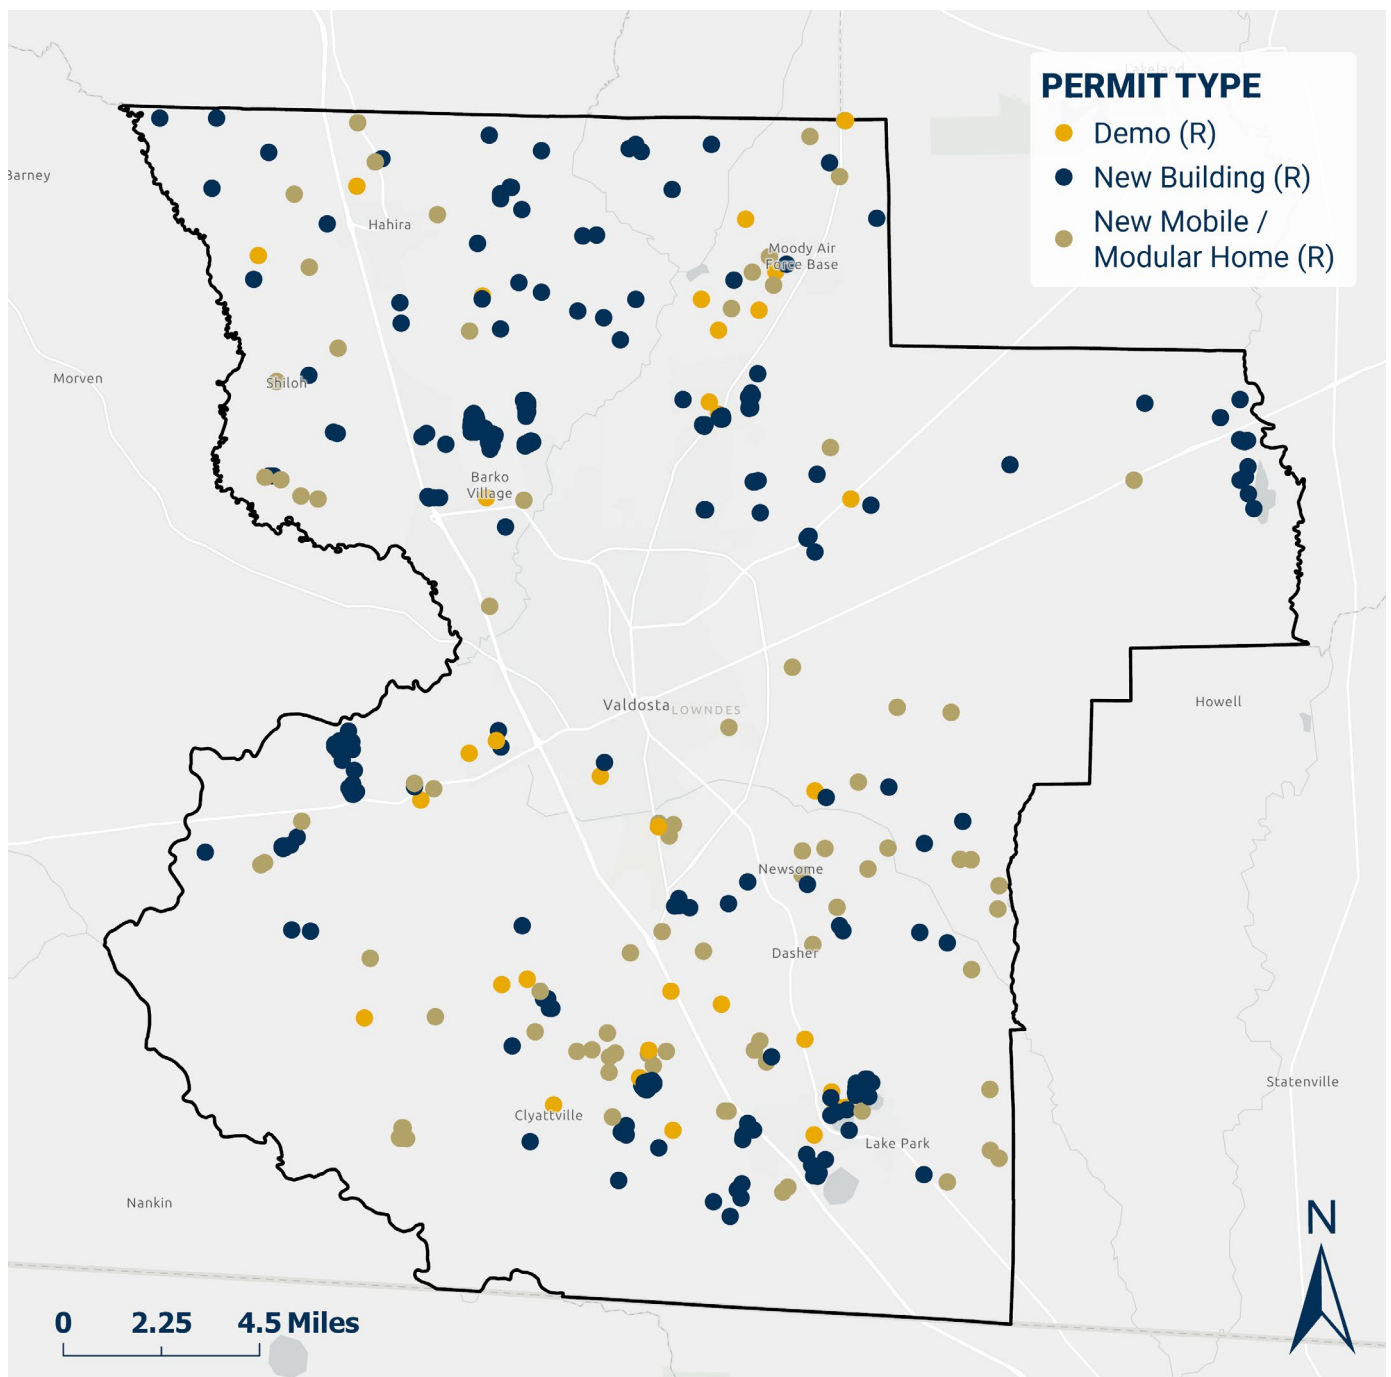 Lakeland
PERMIT TYPE
Demo (R)
New Building (R)
New Mobile /
Modular Home (R)
Barney
Hahira
Moody Air
Force Base
Morven
Shiloh
Barko
Village
Valdosta
LOWNDES
Howell
Newsome
Dasher
Statenville
Clyattville
Lake Park
Nankin
N
0 2.25 4.5 Miles